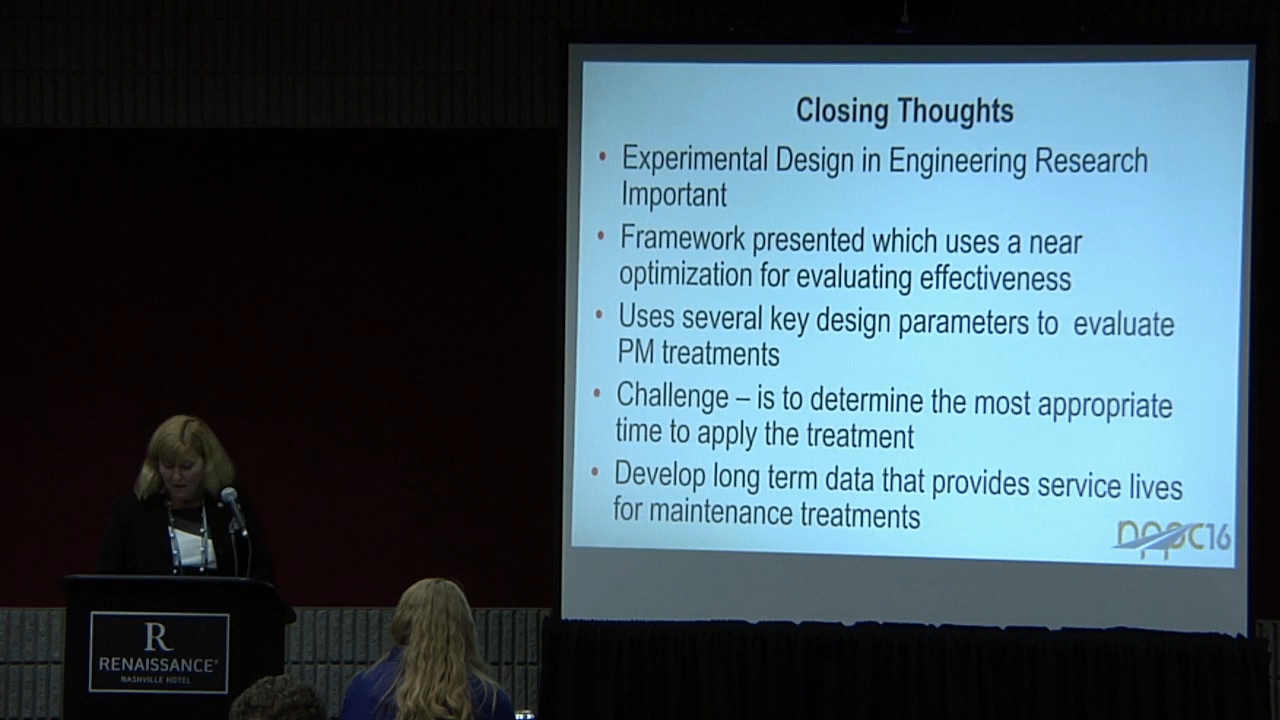 Closing Thoughts
• Experimental Design in Engineering Research
Important
• Framework presented which uses a near
optimization for evaluating effectiveness
• Uses several key design parameters to evaluate
PM treatments
• Challenge – is to determine the most appropriate
time to apply the treatment
• Develop long term data that provides service lives
for maintenance treatments
nppc16
R
RENAISSANCE®
NASHVILLE HOTEL